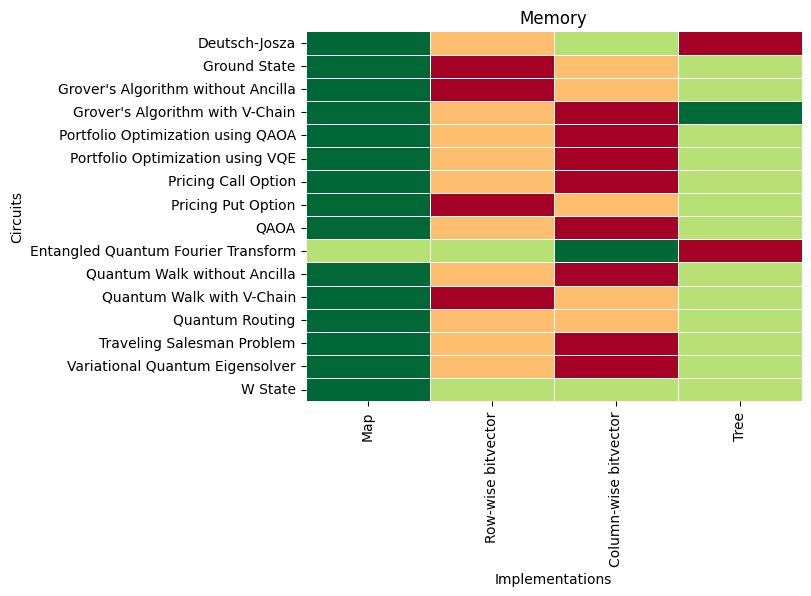 Memory
Circuits
Deutsch-Josza
Ground State
Grover's Algorithm without Ancilla
Grover's Algorithm with V-Chain
Portfolio Optimization using QAOA
Portfolio Optimization using VQE
Pricing Call Option
Pricing Put Option
QAOA
Entangled Quantum Fourier Transform
Quantum Walk without Ancilla
Quantum Walk with V-Chain
Quantum Routing
Traveling Salesman Problem
Variational Quantum Eigensolver
W State
Map
Row-wise bitvector
Column-wise bitvector
Tree
Implementations